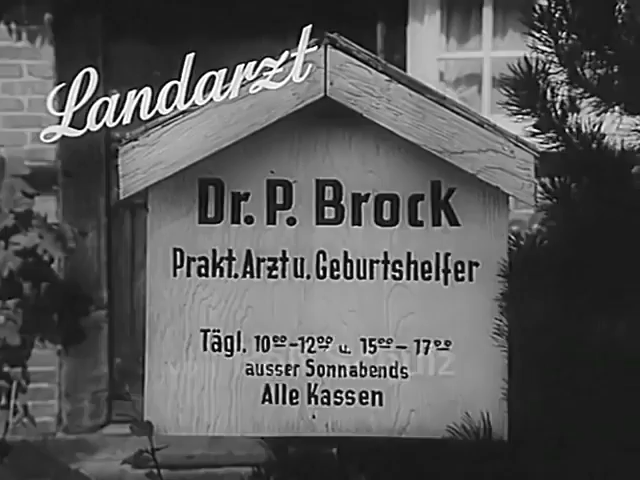 Landarzt
Dr. P. Brock
Prakt. Arzt u. Geburtshelfer
Tägl. 10⁰⁰-12⁰⁰ u. 15⁰⁰-17⁰⁰
ausser Sonnabends
Alle Kassen